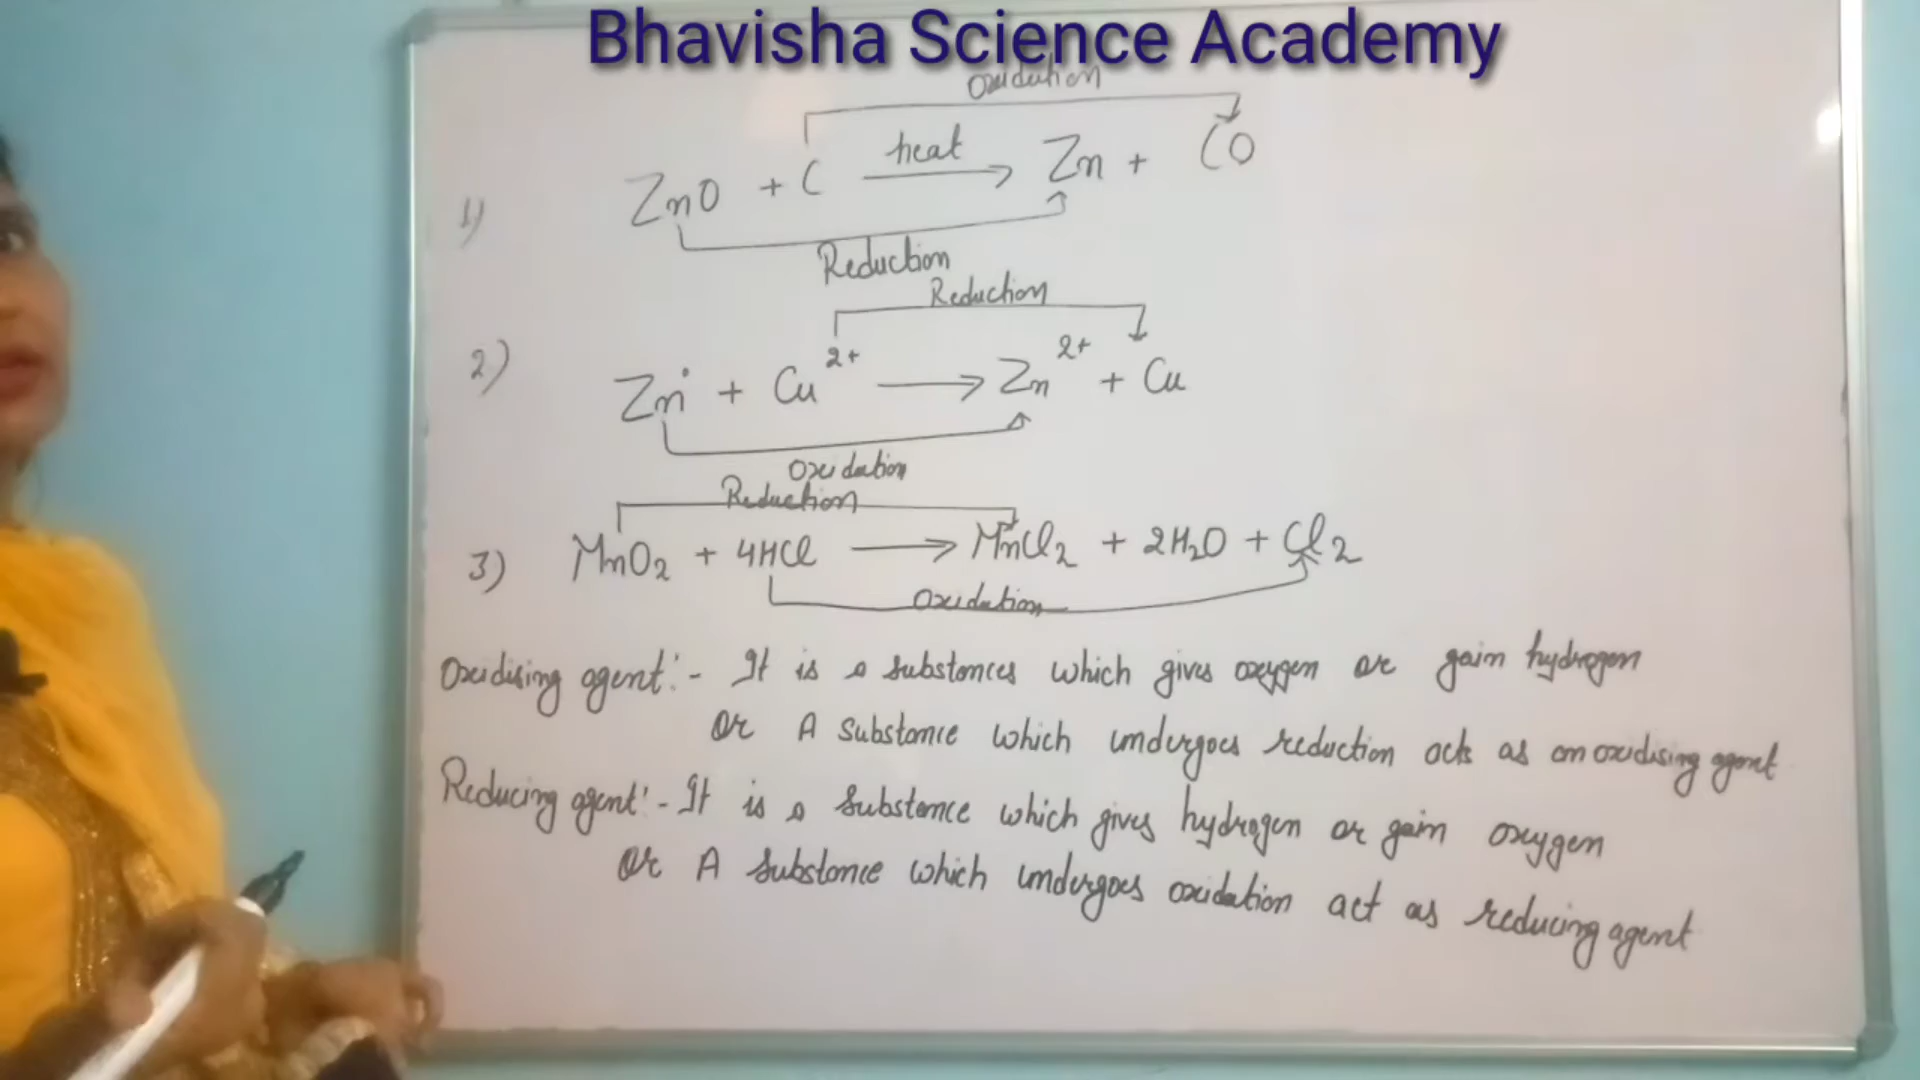 Bhavisha Science Academy
Oxidation
1) ZnO + C heat → Zn + CO
Reduction
Reduction
2) Zn° + Cu²⁺ → Zn²⁺ + Cu
Oxidation
Reduction
3) MnO₂ + 4HCl → MnCl₂ + 2H₂O + Cl₂
Oxidation
Oxidising agent:- It is a substances which gives oxygen or gain hydrogen
Or A substance which undergoes reduction acts as an oxidising agent
Reducing agent:- It is a substance which gives hydrogen or gain oxygen
Or A substance which undergoes oxidation act as reducing agent